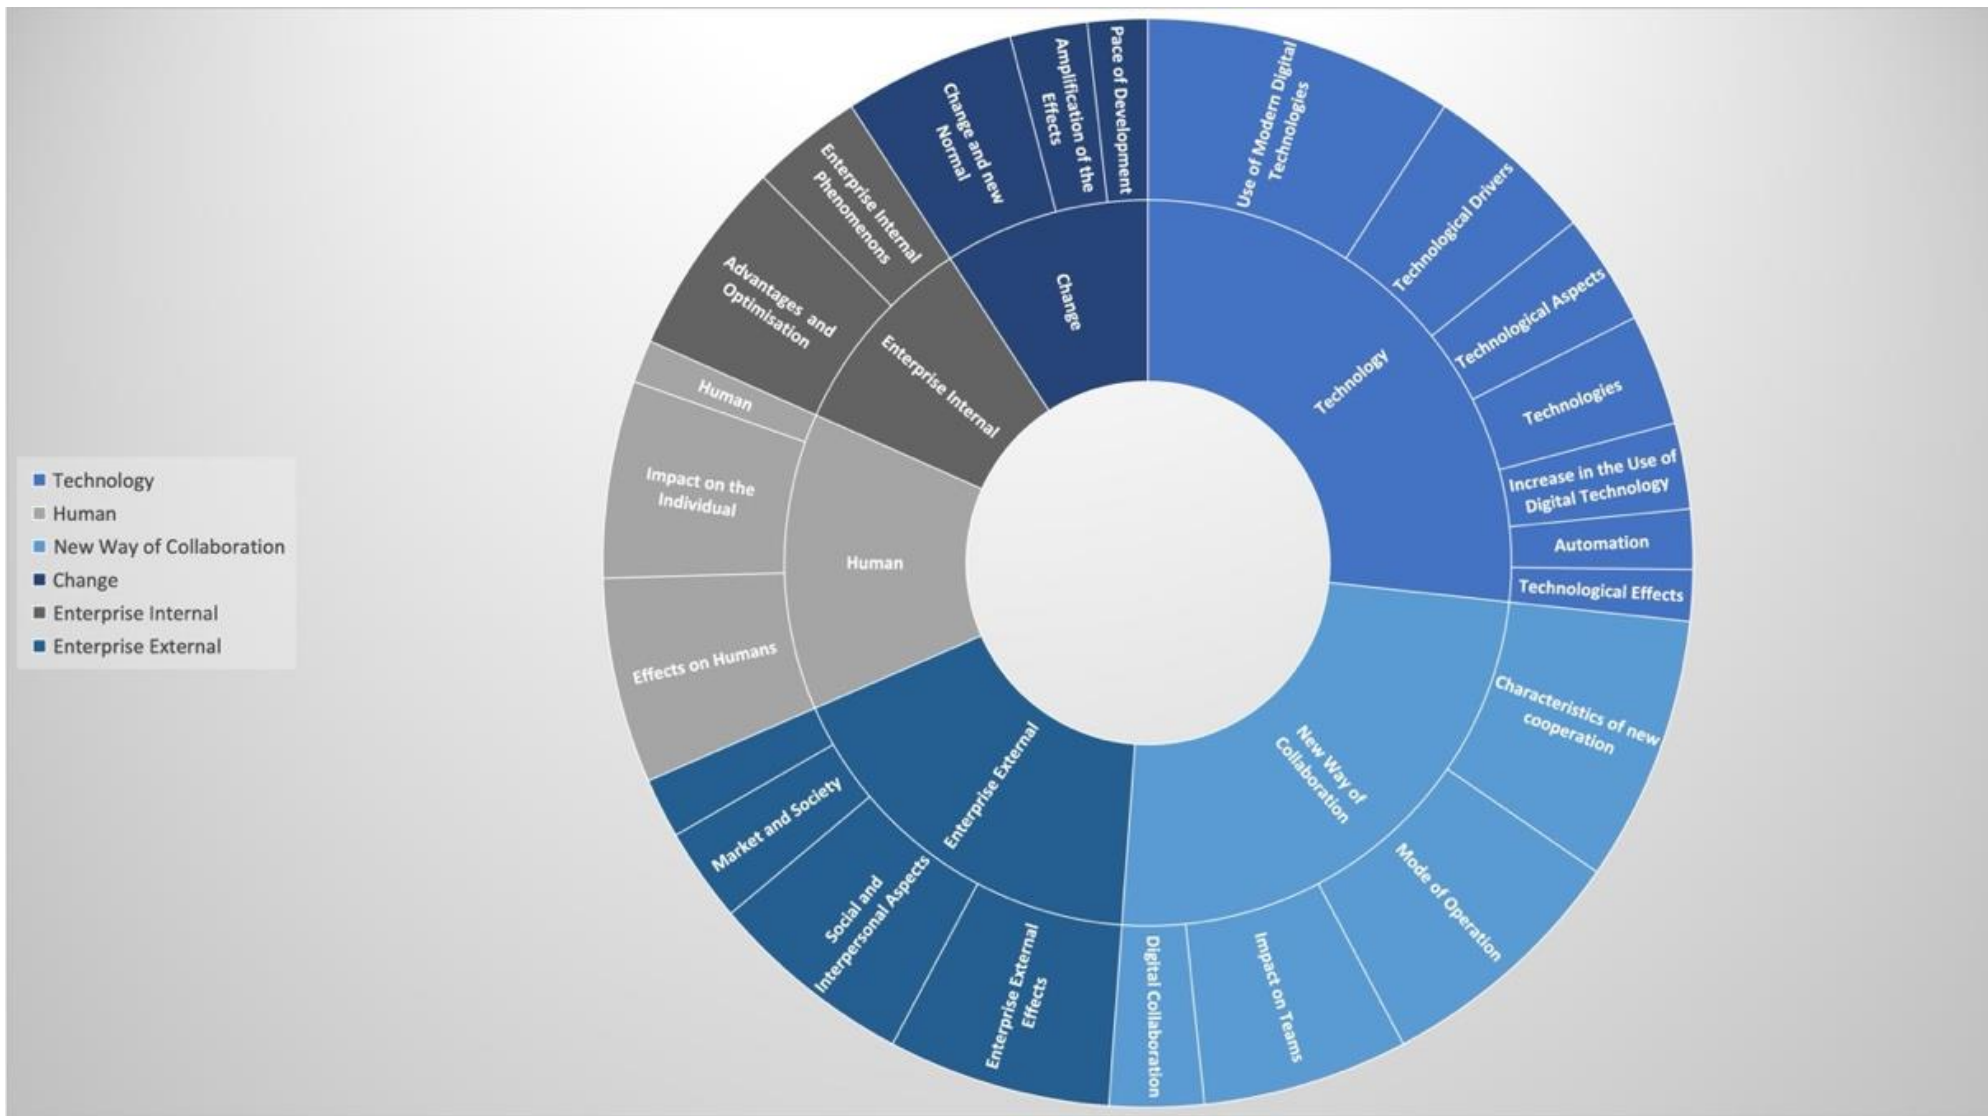 Technology
Human
New Way of Collaboration
Change
Enterprise Internal
Enterprise External
Use of Modern Digital
Technologies
Technological Drivers
Technological Aspects
Technologies
Increase in the Use of
Digital Technology
Automation
Technological Effects
Technology
Characteristics of new
cooperation
Mode of Operation
Impact on Teams
Digital Collaboration
New Way of
Collaboration
Enterprise External
Effects
Social and
Interpersonal Aspects
Market and Society
Enterprise External
Effects on Humans
Impact on the
Individual
Human
Human
Advantages and
Optimisation
Enterprise Internal
Phenomenons
Enterprise Internal
Change and new
Normal
Amplification of the
Effects
Pace of Development
Change